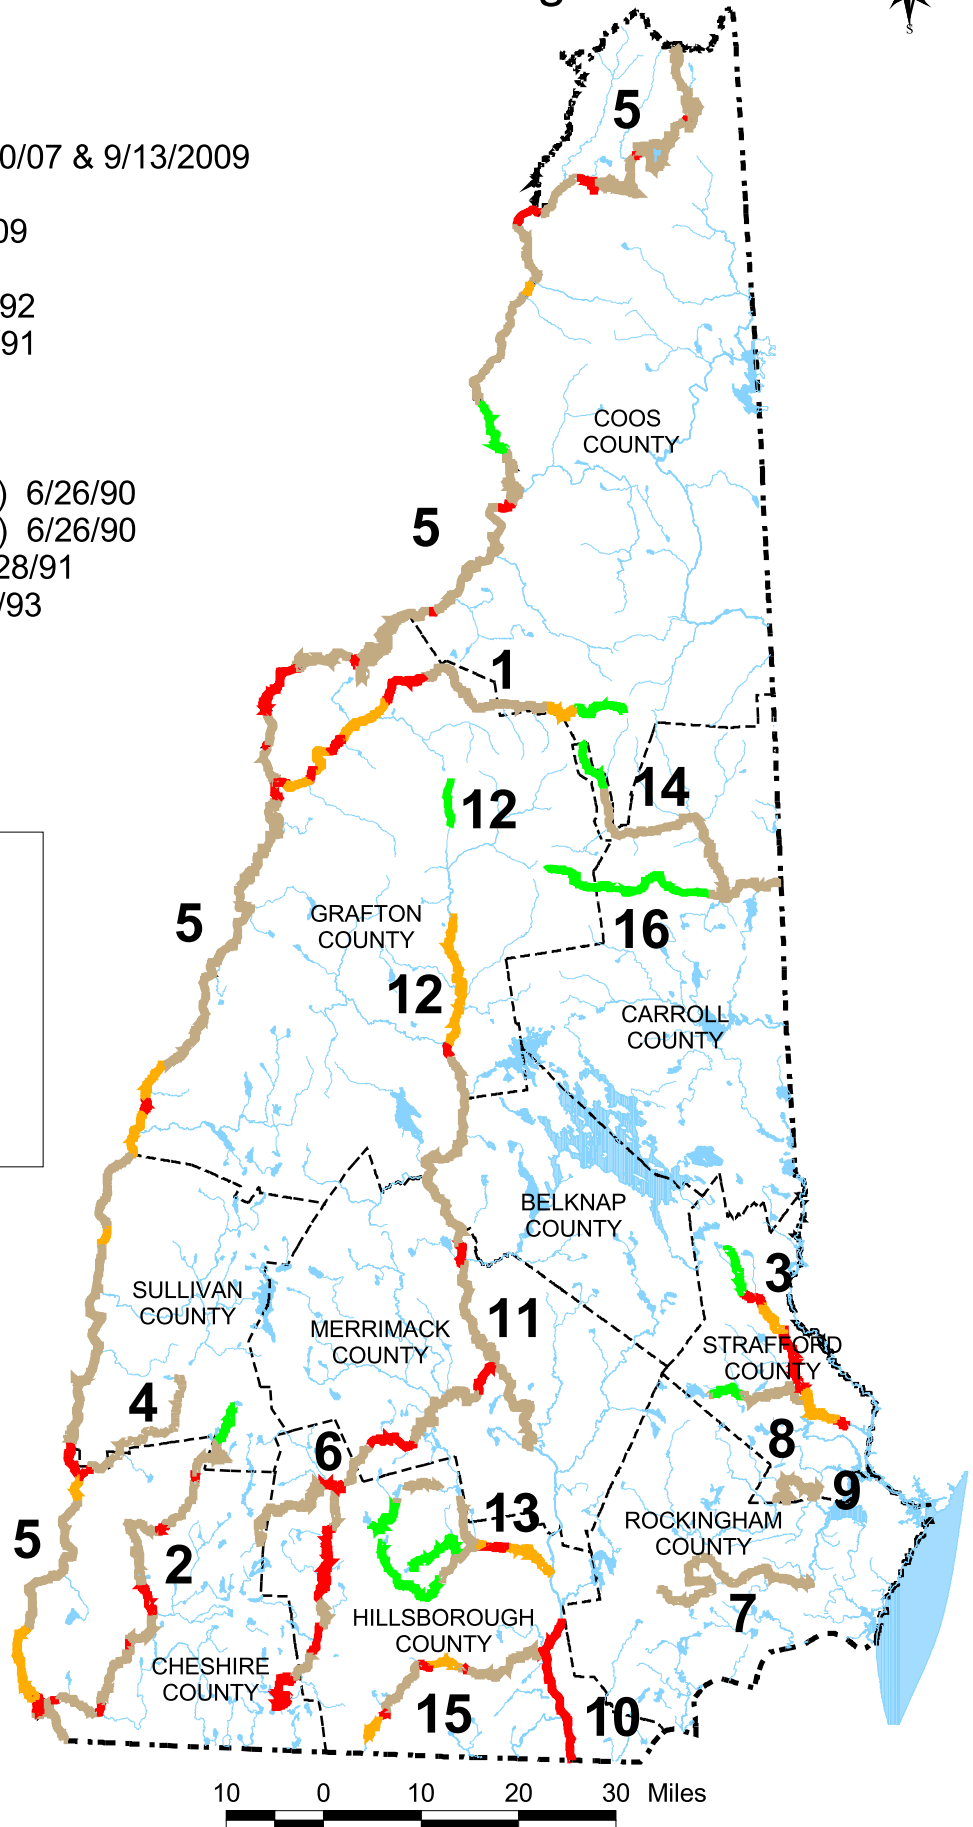 g
S
5
0/07 & 9/13/2009
09
92
91
COOS
COUNTY
) 6/26/90
5
) 6/26/90
28/91
/93
1
14
12
5
GRAFTON
COUNTY
16
12
CARROLL
COUNTY
BELKNAP
COUNTY
3
SULLIVAN
COUNTY
11
MERRIMACK
COUNTY
STRAFFORD
COUNTY
4
8
6
9
13
ROCKINGHAM
COUNTY
5
2
7
HILLSBOROUGH
COUNTY
CHESHIRE
COUNTY
15
10
10 0 10 20 30 Miles